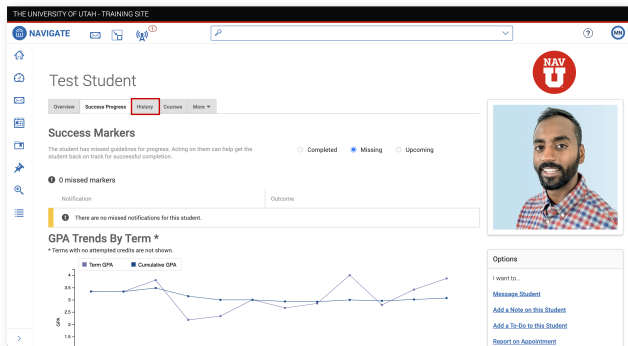 THE UNIVERSITY OF UTAH - TRAINING SITE
NAVIGATE
?
MN
NAV
U
Test Student
Overview
Success Progress
History
Courses
More
Success Markers
The student has missed guidelines for progress. Acting on them can help get the
student back on track for successful completion.
Completed
Missing
Upcoming
0 missed markers
Notification
Outcome
There are no missed notifications for this student.
GPA Trends By Term *
* Terms with no attempted credits are not shown.
Term GPA
Cumulative GPA
4
3.5
3
2.5
2
1.5
GPA
Options
I want to...
Message Student
Add a Note on this Student
Add a To-Do to this Student
Report on Appointment